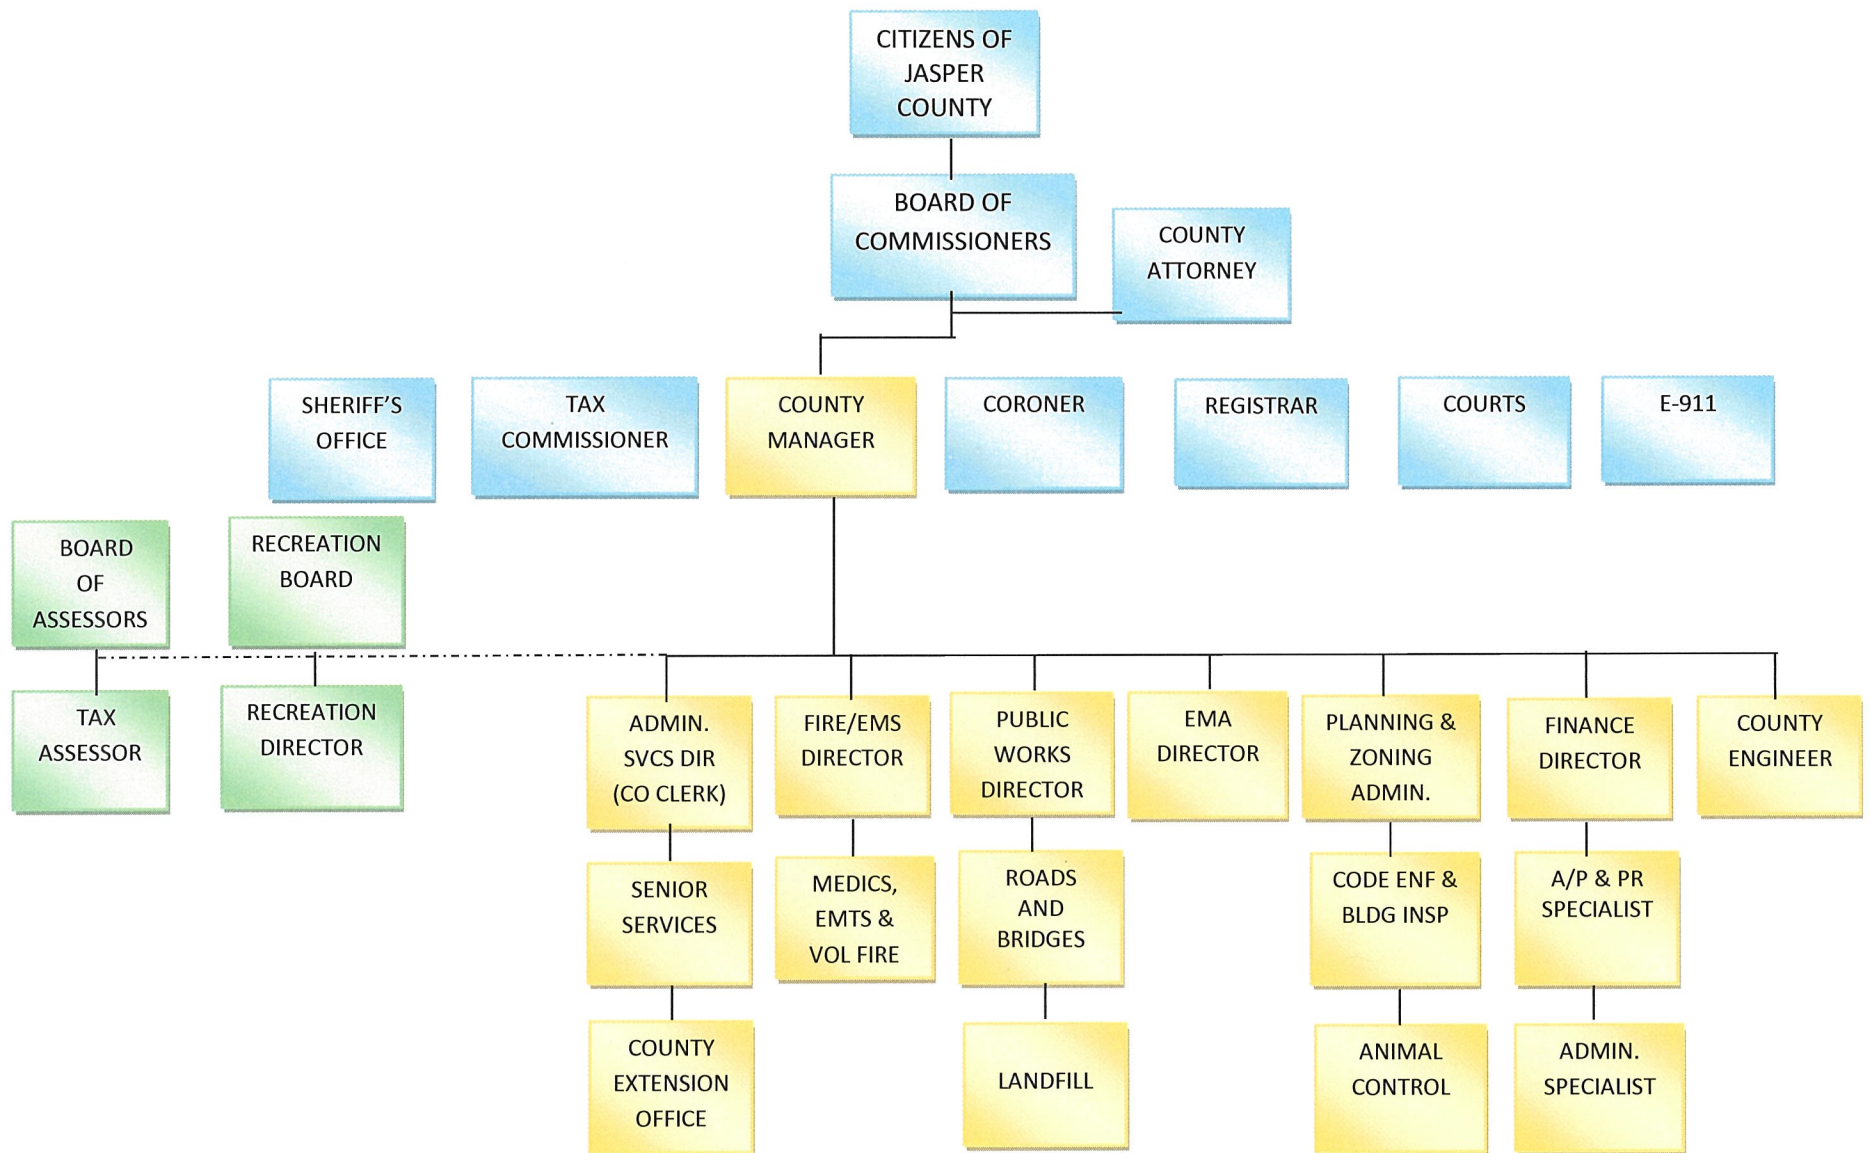 CITIZENS OF
JASPER
COUNTY
BOARD OF
COMMISSIONERS
COUNTY
ATTORNEY
SHERIFF'S
OFFICE
TAX
COMMISSIONER
COUNTY
MANAGER
CORONER
REGISTRAR
COURTS
E-911
BOARD
OF
ASSESSORS
RECREATION
BOARD
TAX
ASSESSOR
RECREATION
DIRECTOR
ADMIN.
SVCS DIR
(CO CLERK)
FIRE/EMS
DIRECTOR
PUBLIC
WORKS
DIRECTOR
EMA
DIRECTOR
PLANNING &
ZONING
ADMIN.
FINANCE
DIRECTOR
COUNTY
ENGINEER
SENIOR
SERVICES
MEDICS,
EMTS &
VOL FIRE
ROADS
AND
BRIDGES
CODE ENF &
BLDG INSP
A/P & PR
SPECIALIST
COUNTY
EXTENSION
OFFICE
LANDFILL
ANIMAL
CONTROL
ADMIN.
SPECIALIST